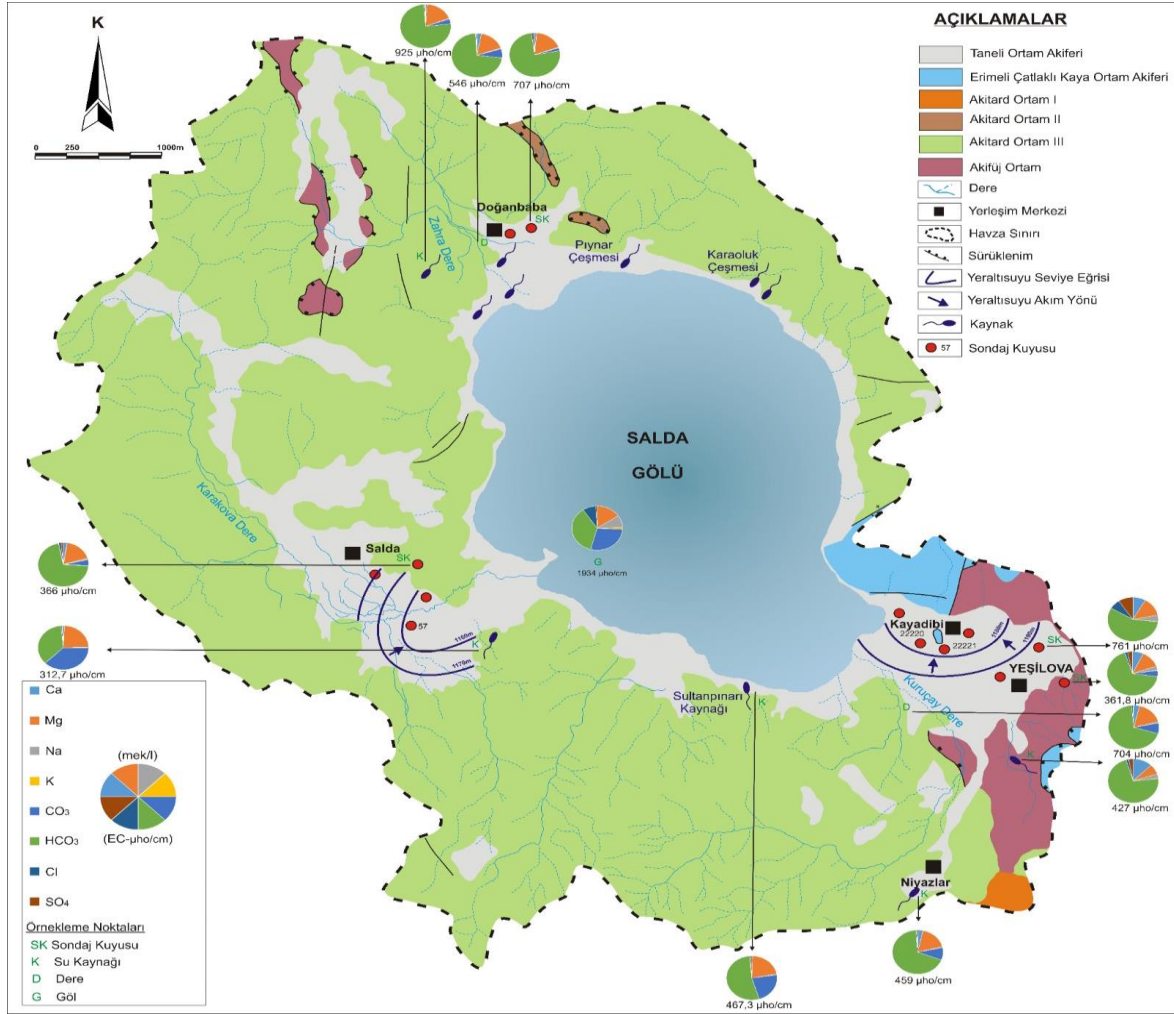 K
0 250 1000m
925 µho/cm
546 µho/cm
707 µho/cm
AÇIKLAMALAR
Taneli Ortam Akiferi
Erimeli Çatlaklı Kaya Ortam Akiferi
Akitard Ortam I
Akitard Ortam II
Akitard Ortam III
Akifüj Ortam
Dere
Yerleşim Merkezi
Havza Sınırı
Sürüklenim
Yeraltısuyu Seviye Eğrisi
Yeraltısuyu Akım Yönü
Kaynak
57 Sondaj Kuyusu
Doğanbaba
SK
D
K
Zahra Dere
Pıynar
Çeşmesi
Karaoluk
Çeşmesi
SALDA
GÖLÜ
G
1934 µho/cm
Karakova Dere
Salda
SK
57
1160m
1170m
K
366 µho/cm
312,7 µho/cm
Kayadibi
22220
22221
1150m
SK
YEŞİLOVA
SK
Kuruçay Dere
D
K
Sultanpınarı
Kaynağı
K
761 µho/cm
361,8 µho/cm
704 µho/cm
427 µho/cm
Niyazlar
K
459 µho/cm
467,3 µho/cm
Ca
Mg
Na
K
CO₃
HCO₃
Cl
SO₄
(mek/l)
(EC-µho/cm)
Örnekleme Noktaları
SK Sondaj Kuyusu
K Su Kaynağı
D Dere
G Göl